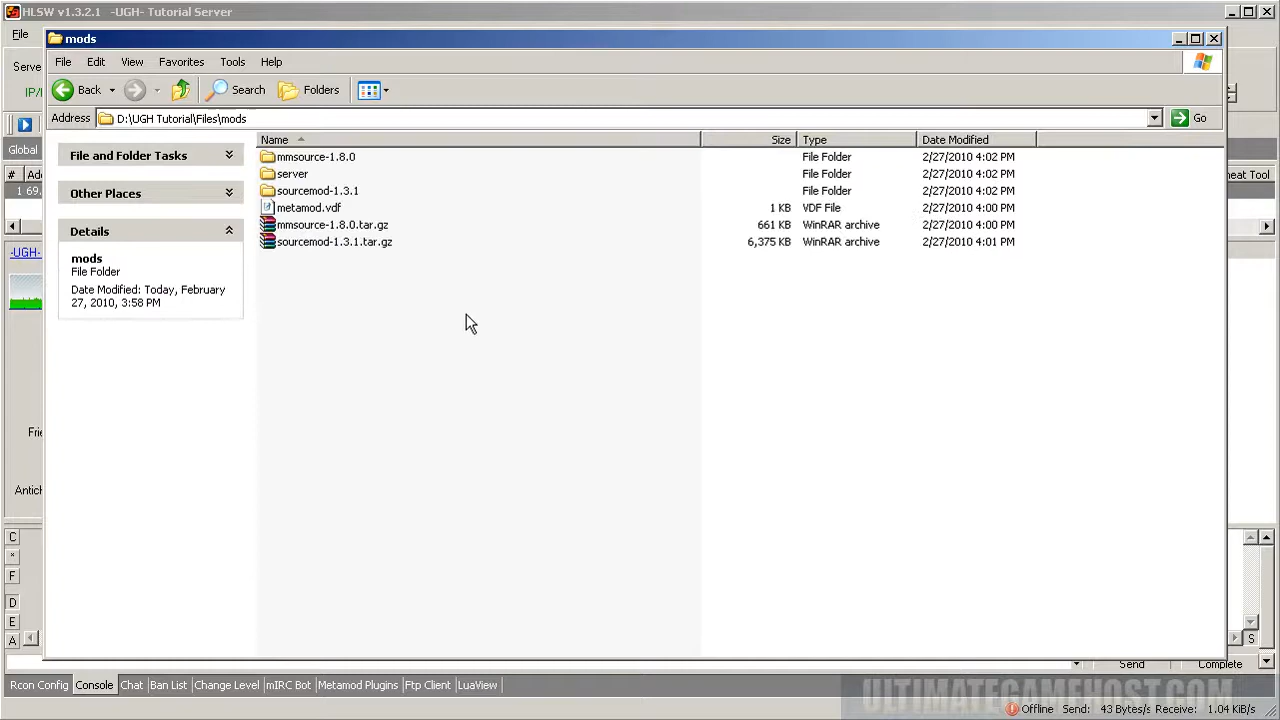 HLSW v1.3.2.1 -UGH- Tutorial Server
File
mods
File Edit View Favorites Tools Help
Serve
IP/
Back Search Folders
Address D:\UGH Tutorial\Files\mods Go
Global
# Ad
1 69.
eat Tool
-UGH-
Frie
Antich
File and Folder Tasks
Other Places
Details
mods
File Folder
Date Modified: Today, February
27, 2010, 3:58 PM
Name Size Type Date Modified
mmsource-1.8.0 File Folder 2/27/2010 4:02 PM
server File Folder 2/27/2010 4:02 PM
sourcemod-1.3.1 File Folder 2/27/2010 4:02 PM
metamod.vdf 1 KB VDF File 2/27/2010 4:00 PM
mmsource-1.8.0.tar.gz 661 KB WinRAR archive 2/27/2010 4:00 PM
sourcemod-1.3.1.tar.gz 6,375 KB WinRAR archive 2/27/2010 4:01 PM
C
*
F
D
E
A
S
Send Complete
Rcon Config Console Chat Ban List Change Level mIRC Bot Metamod Plugins Ftp Client LuaView
ULTIMATEGAMEHOST.COM
Offline Send: 43 Bytes/s Receive: 1.04 KiB/s